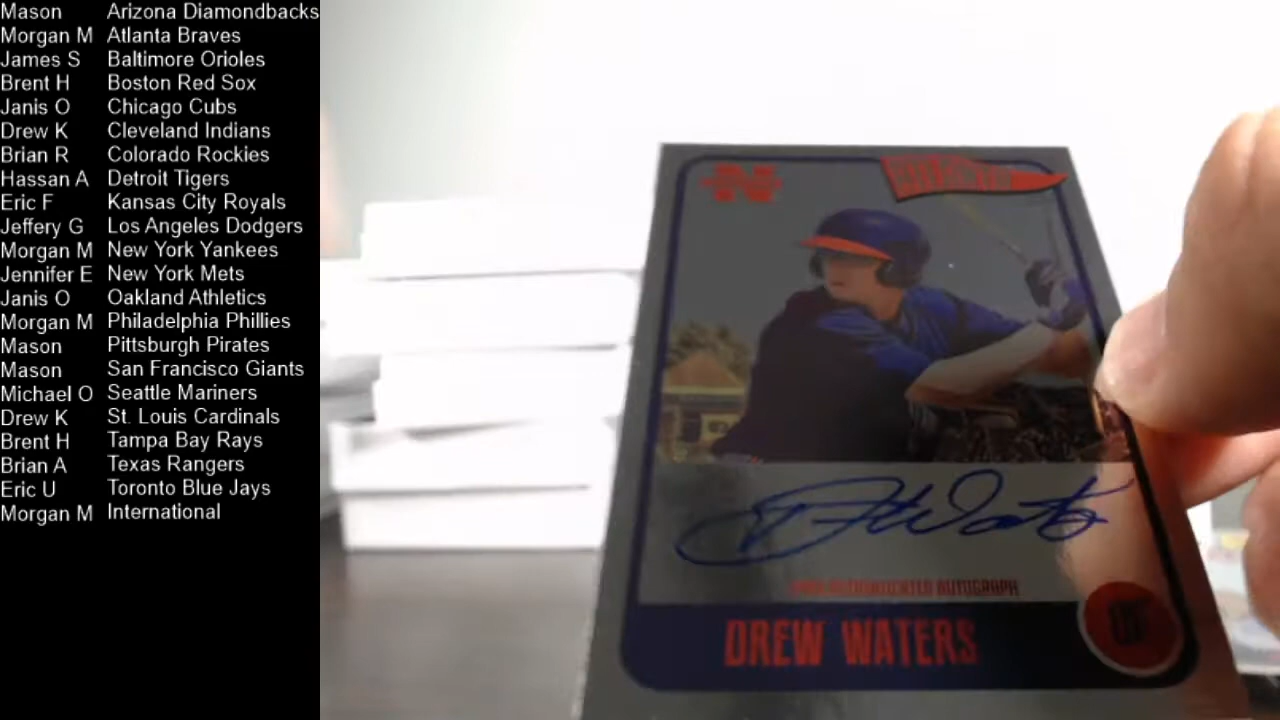 Mason Arizona Diamondbacks
Morgan M Atlanta Braves
James S Baltimore Orioles
Brent H Boston Red Sox
Janis O Chicago Cubs
Drew K Cleveland Indians
Brian R Colorado Rockies
Hassan A Detroit Tigers
Eric F Kansas City Royals
Jeffery G Los Angeles Dodgers
Morgan M New York Yankees
Jennifer E New York Mets
Janis O Oakland Athletics
Morgan M Philadelphia Phillies
Mason Pittsburgh Pirates
Mason San Francisco Giants
Michael O Seattle Mariners
Drew K St. Louis Cardinals
Brent H Tampa Bay Rays
Brian A Texas Rangers
Eric U Toronto Blue Jays
Morgan M International
N
ATLANTA
AUTOGRAPH
DREW WATERS
OF